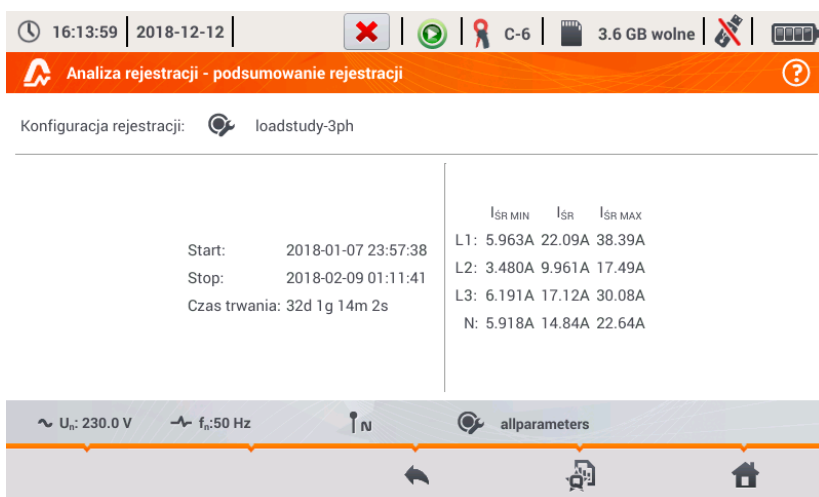 16:13:59 2018-12-12 C-6 3.6 GB wolne
Analiza rejestracji - podsumowanie rejestracji ?
Konfiguracja rejestracji: loadstudy-3ph
Start: 2018-01-07 23:57:38
Stop: 2018-02-09 01:11:41
Czas trwania: 32d 1g 14m 2s
IŚR MIN IŚR IŚR MAX
L1: 5.963A 22.09A 38.39A
L2: 3.480A 9.961A 17.49A
L3: 6.191A 17.12A 30.08A
N: 5.918A 14.84A 22.64A
Un: 230.0 V fn:50 Hz N allparameters